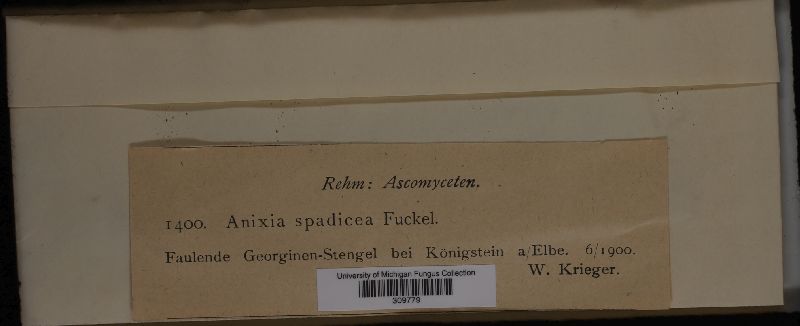 Rehm: Ascomyceten.
1400. Anixia spadicea Fuckel.
Faulende Georginen-Stengel bei Königstein a/Elbe. 6/1900.
W. Krieger.
University of Michigan Fungus Collection
309779